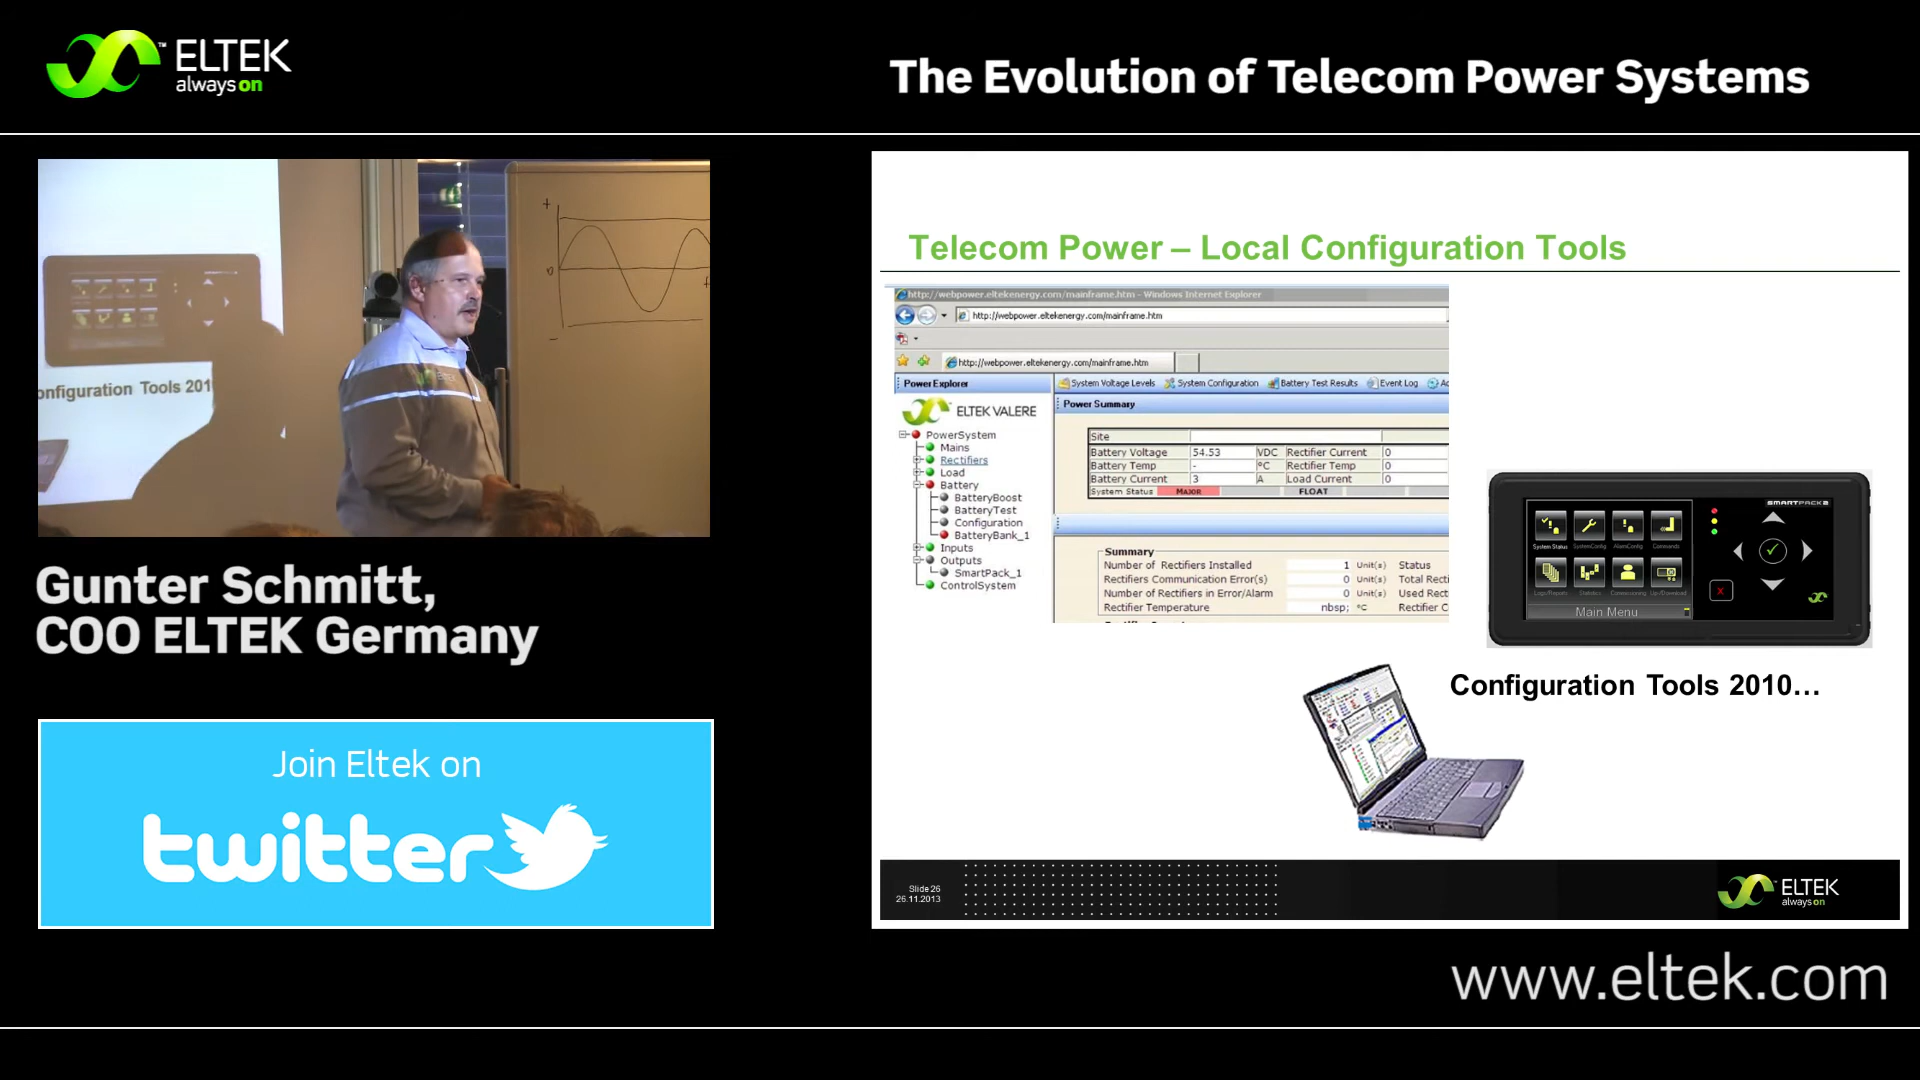 ELTEK
always on
The Evolution of Telecom Power Systems
onfiguration Tools 201
+
0
Gunter Schmitt,
COO ELTEK Germany
Join Eltek on
twitter
Telecom Power – Local Configuration Tools
http://webpower.eltekenergy.com/mainframe.htm - Windows Internet Explorer
http://webpower.eltekenergy.com/mainframe.htm
http://webpower.eltekenergy.com/mainframe.htm
Power Explorer
System Voltage Levels System Configuration Battery Test Results Event Log
ELTEK VALERE
Power Summary
PowerSystem
Mains
Rectifiers
Load
Battery
BatteryBoost
BatteryTest
Configuration
BatteryBank_1
Inputs
Outputs
SmartPack_1
ControlSystem
Site
Battery Voltage 54.53 VDC Rectifier Current 0
Battery Temp - °C Rectifier Temp 0
Battery Current 3 A Load Current 0
System Status MAJOR FLOAT
Summary
Number of Rectifiers Installed 1 Unit(s) Status
Rectifiers Communication Error(s) 0 Unit(s) Total Recti
Number of Rectifiers in Error/Alarm 0 Unit(s) Used Rect
Rectifier Temperature nbsp; °C Rectifier C
SMARTPACK2
System Status SystemConfig AlarmConfig Commands
Logs/Reports Statistics Commissioning Up/Download
Main Menu
X
Configuration Tools 2010...
Slide 26
26.11.2013
ELTEK
always on
www.eltek.com